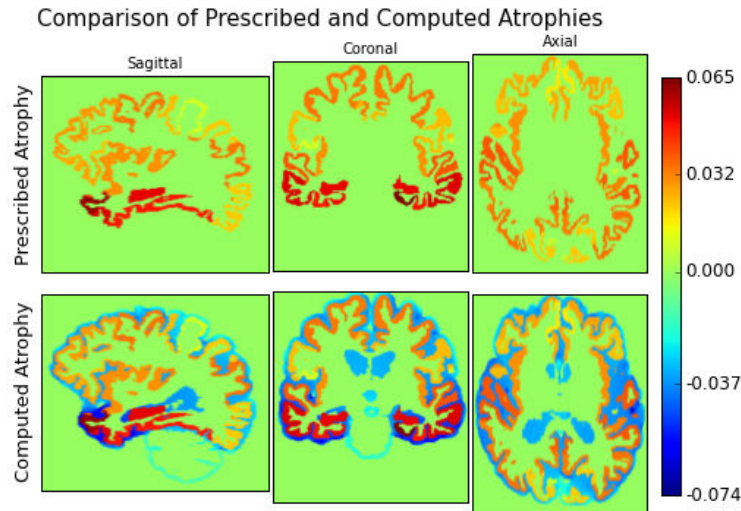 Comparison of Prescribed and Computed Atrophies
Sagittal
Coronal
Axial
Prescribed Atrophy
Computed Atrophy
0.065
0.032
0.000
-0.037
-0.074